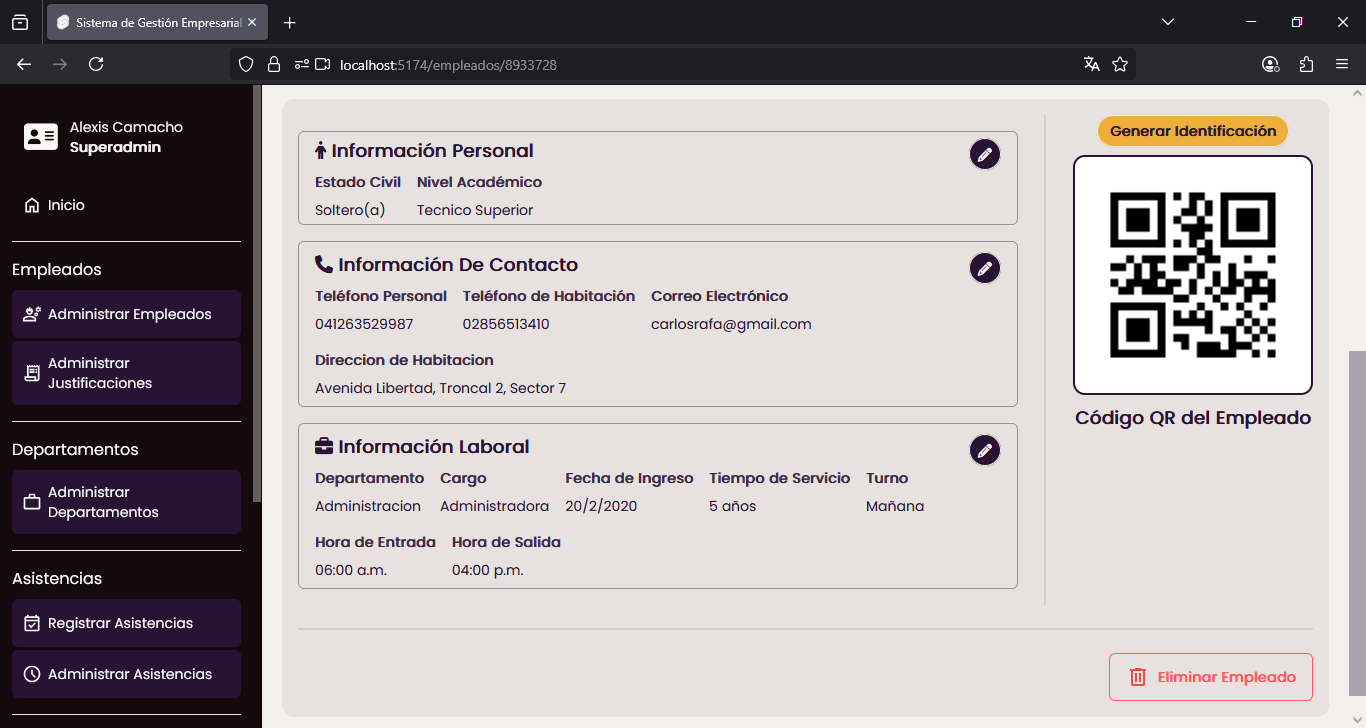 Sistema de Gestión Empresarial
localhost:5174/empleados/8933728
Alexis Camacho
Superadmin
Inicio
Empleados
Administrar Empleados
Administrar
Justificaciones
Departamentos
Administrar
Departamentos
Asistencias
Registrar Asistencias
Administrar Asistencias
Información Personal
Estado Civil Nivel Académico
Soltero(a) Tecnico Superior
Información De Contacto
Teléfono Personal Teléfono de Habitación Correo Electrónico
041263529987 02856513410 carlosrafa@gmail.com
Direccion de Habitacion
Avenida Libertad, Troncal 2, Sector 7
Información Laboral
Departamento Cargo Fecha de Ingreso Tiempo de Servicio Turno
Administracion Administradora 20/2/2020 5 años Mañana
Hora de Entrada Hora de Salida
06:00 a.m. 04:00 p.m.
Generar Identificación
Código QR del Empleado
Eliminar Empleado